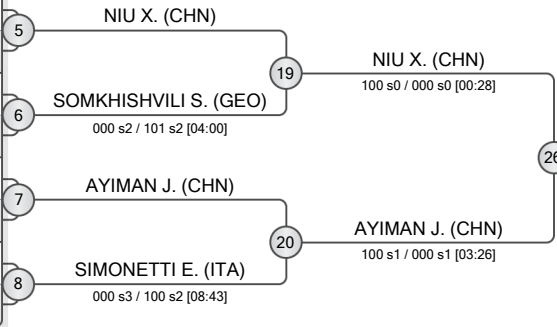 NIU X. (CHN)
5
19
NIU X. (CHN)
100 s0 / 000 s0 [00:28]
SOMKHISHVILI S. (GEO)
6
000 s2 / 101 s2 [04:00]
26
AYIMAN J. (CHN)
7
20
AYIMAN J. (CHN)
100 s1 / 000 s1 [03:26]
SIMONETTI E. (ITA)
8
000 s3 / 100 s2 [08:43]